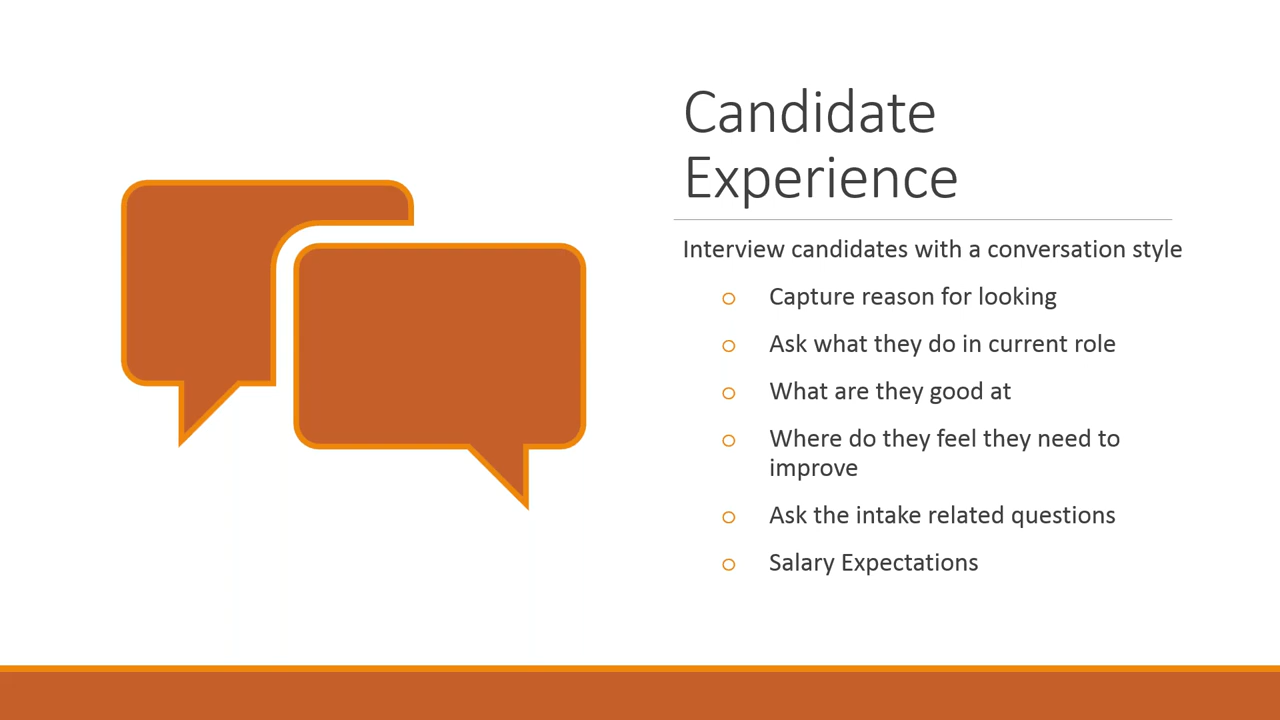 Candidate
Experience
Interview candidates with a conversation style
o Capture reason for looking
o Ask what they do in current role
o What are they good at
o Where do they feel they need to
improve
o Ask the intake related questions
o Salary Expectations